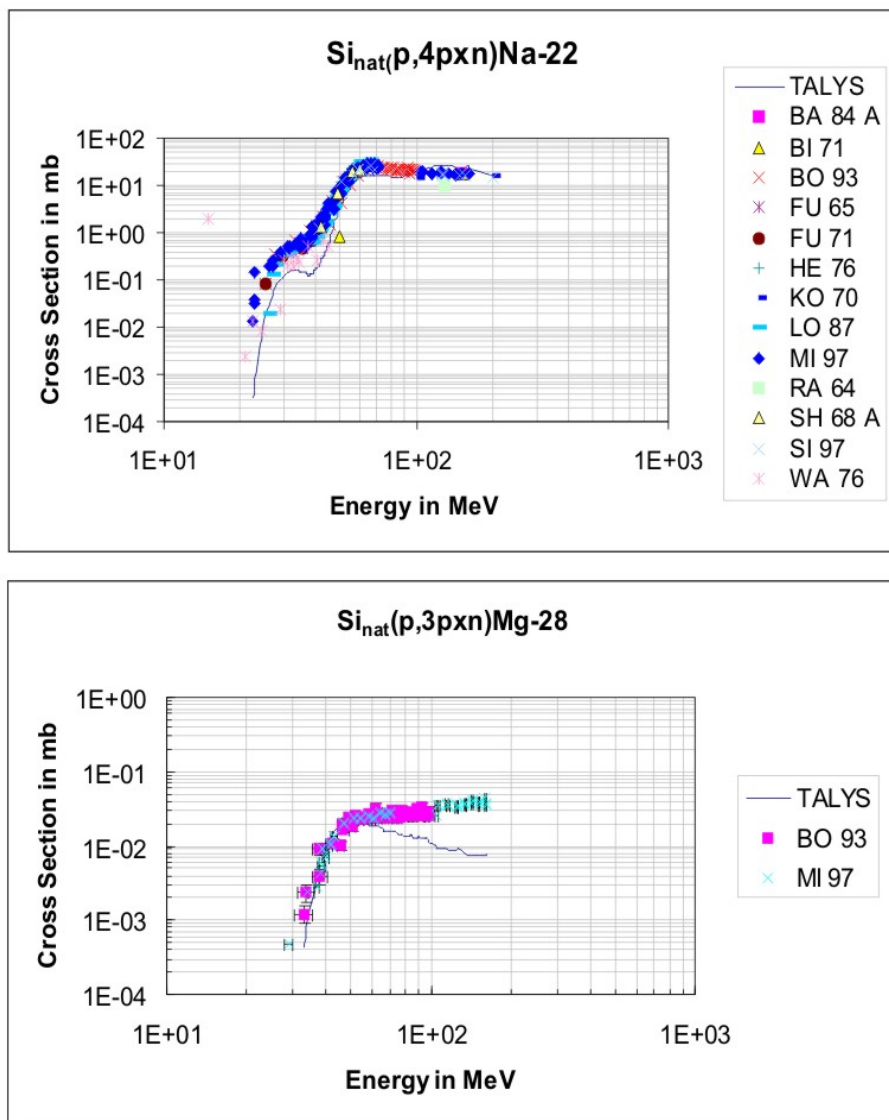 Si_nat(p,4pxn)Na-22
Cross Section in mb
1E+02
1E+01
1E+00
1E-01
1E-02
1E-03
1E-04
1E+01 1E+02 1E+03
Energy in MeV
TALYS
BA 84 A
BI 71
BO 93
FU 65
FU 71
HE 76
KO 70
LO 87
MI 97
RA 64
SH 68 A
SI 97
WA 76
Si_nat(p,3pxn)Mg-28
Cross Section in mb
1E+00
1E-01
1E-02
1E-03
1E-04
1E+01 1E+02 1E+03
Energy in MeV
TALYS
BO 93
MI 97